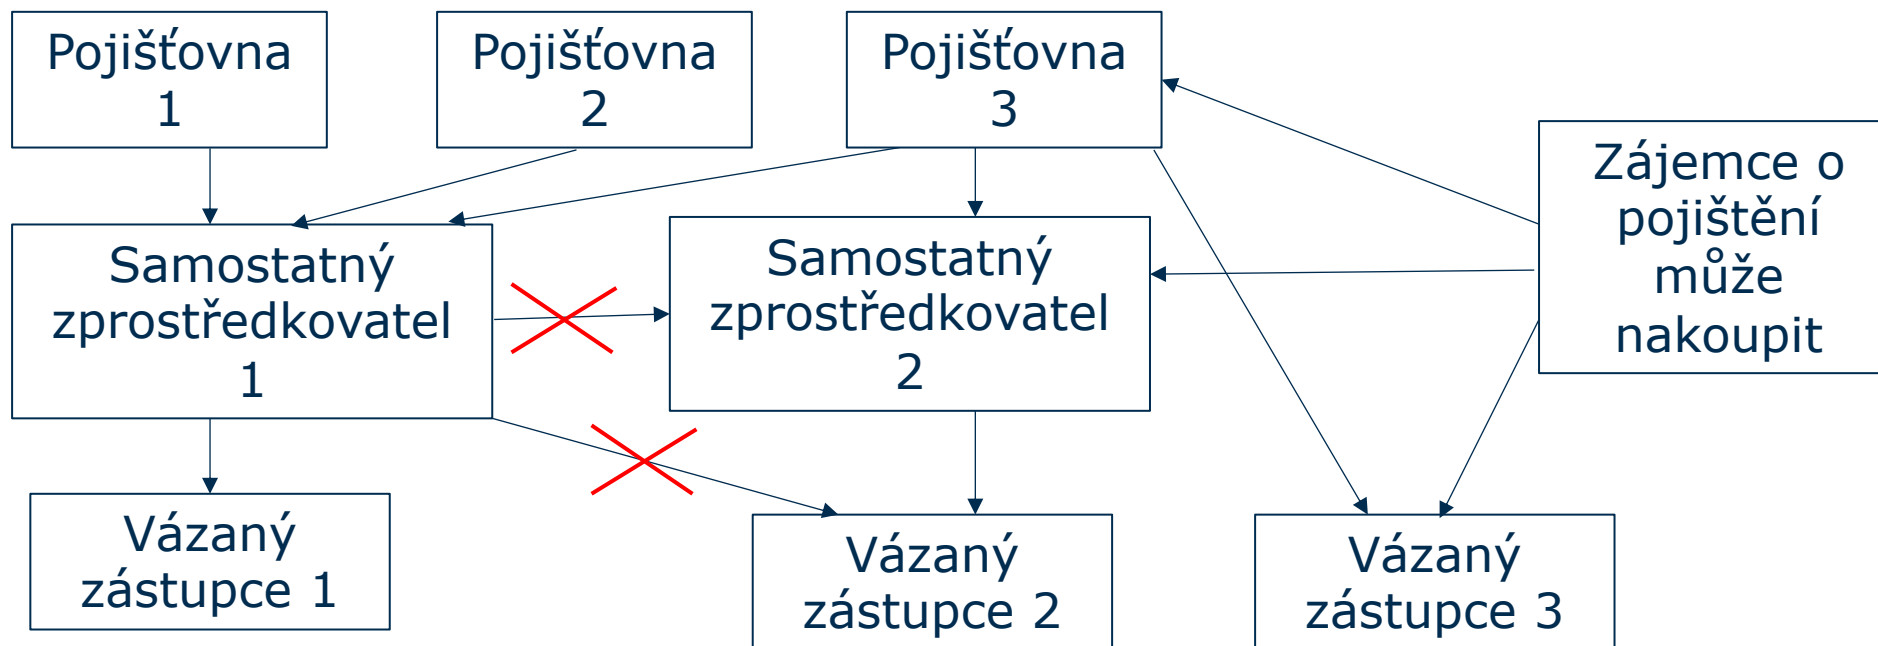 Pojišťovna
1
Pojišťovna
2
Pojišťovna
3
Zájemce o
pojištění
může
nakoupit
Samostatný
zprostředkovatel
1
Samostatný
zprostředkovatel
2
Vázaný
zástupce 1
Vázaný
zástupce 2
Vázaný
zástupce 3